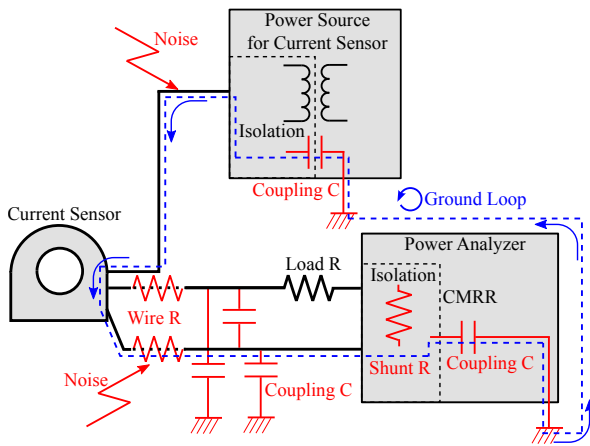 Noise
Power Source
for Current Sensor
Isolation
Coupling C
Ground Loop
Current Sensor
Power Analyzer
Load R
Isolation
CMRR
Wire R
Shunt R
Coupling C
Noise
Coupling C